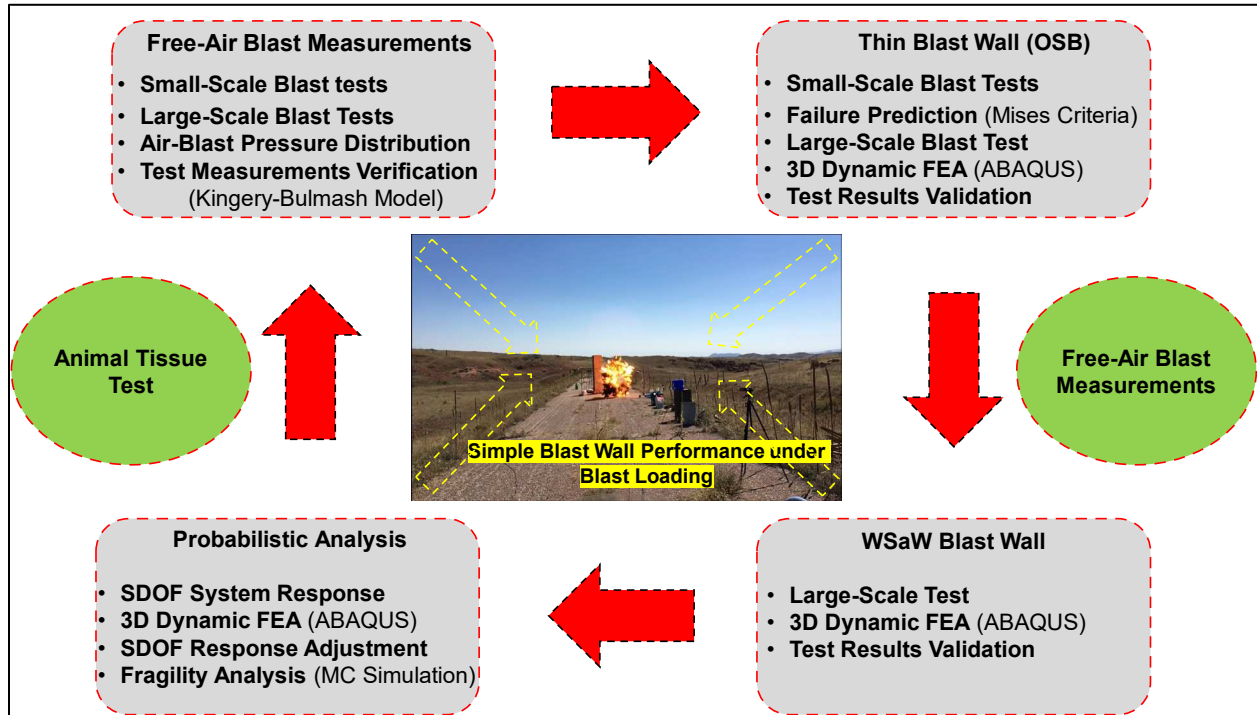 Free-Air Blast Measurements
• Small-Scale Blast tests
• Large-Scale Blast Tests
• Air-Blast Pressure Distribution
• Test Measurements Verification
(Kingery-Bulmash Model)
Thin Blast Wall (OSB)
• Small-Scale Blast Tests
• Failure Prediction (Mises Criteria)
• Large-Scale Blast Test
• 3D Dynamic FEA (ABAQUS)
• Test Results Validation
Animal Tissue
Test
Simple Blast Wall Performance under
Blast Loading
Free-Air Blast
Measurements
Probabilistic Analysis
• SDOF System Response
• 3D Dynamic FEA (ABAQUS)
• SDOF Response Adjustment
• Fragility Analysis (MC Simulation)
WSaW Blast Wall
• Large-Scale Test
• 3D Dynamic FEA (ABAQUS)
• Test Results Validation